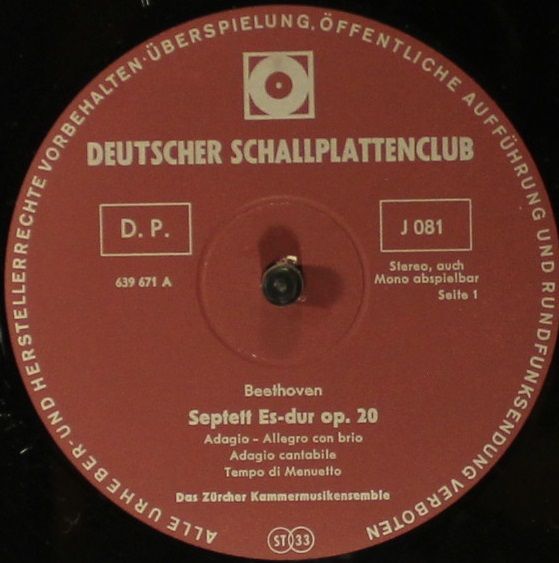 ALLE URHEBER- UND HERSTELLERRECHTE VORBEHALTEN · ÜBERSPIELUNG, ÖFFENTLICHE AUFFÜHRUNG UND RUNDFUNKSENDUNG VERBOTEN
DEUTSCHER SCHALLPLATTENCLUB
D. P.
J 081
639 671 A
Stereo, auch
Mono abspielbar
Seite 1
Beethoven
Septett Es-dur op. 20
Adagio – Allegro con brio
Adagio cantabile
Tempo di Menuetto
Das Zürcher Kammermusikensemble
ST 33